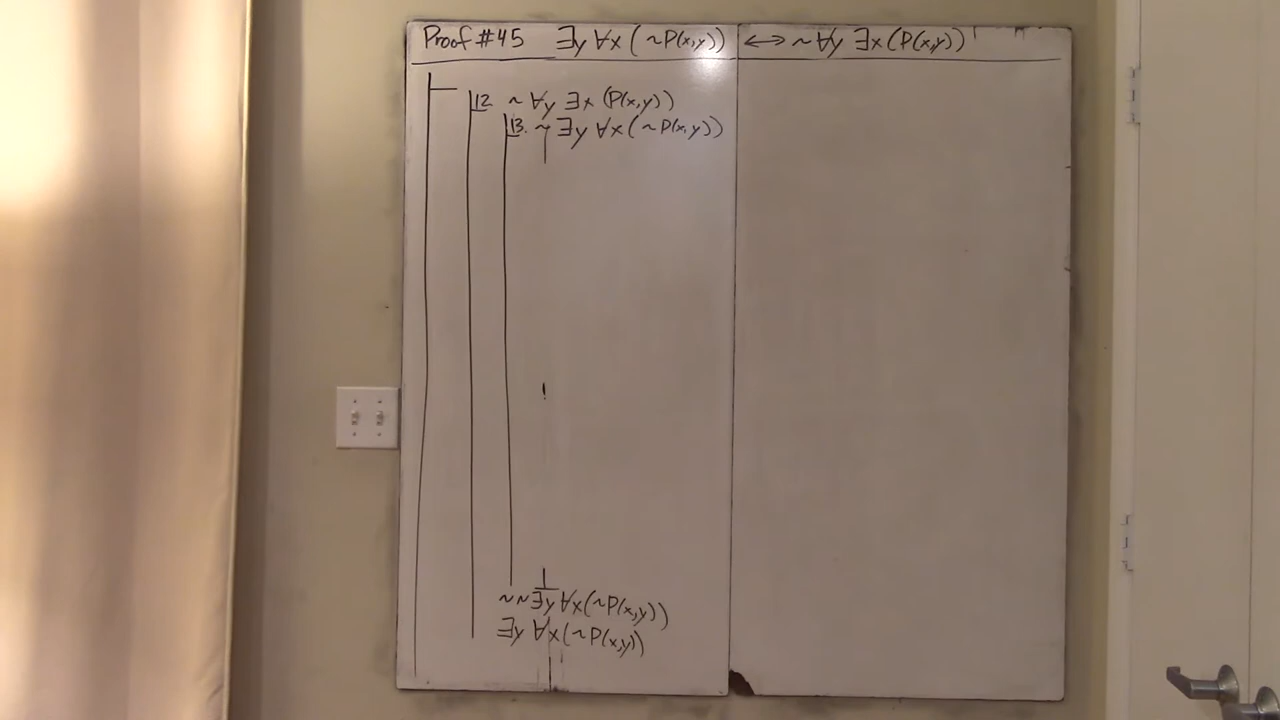 Proof #45 ∃y ∀x (~P(x,y)) ↔ ~∀y ∃x (P(x,y))
12. ~∀y ∃x (P(x,y))
13. ~∃y ∀x (~P(x,y))
⊥
~~∃y ∀x (~P(x,y))
∃y ∀x (~P(x,y))